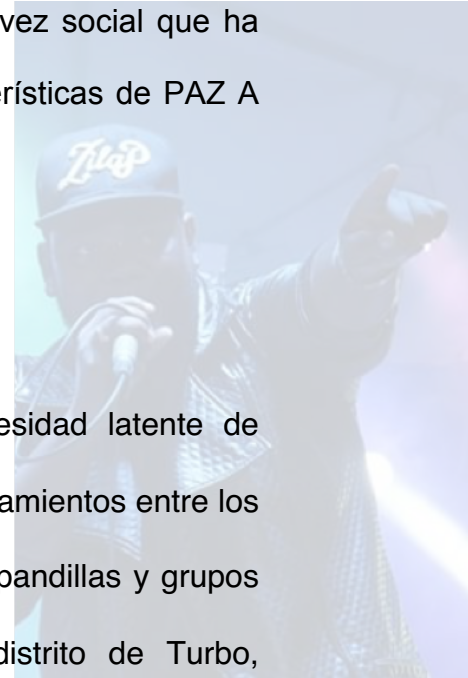 vez social que ha
erísticas de PAZ A
esidad latente de
amientos entre los
pandillas y grupos
distrito de Turbo,